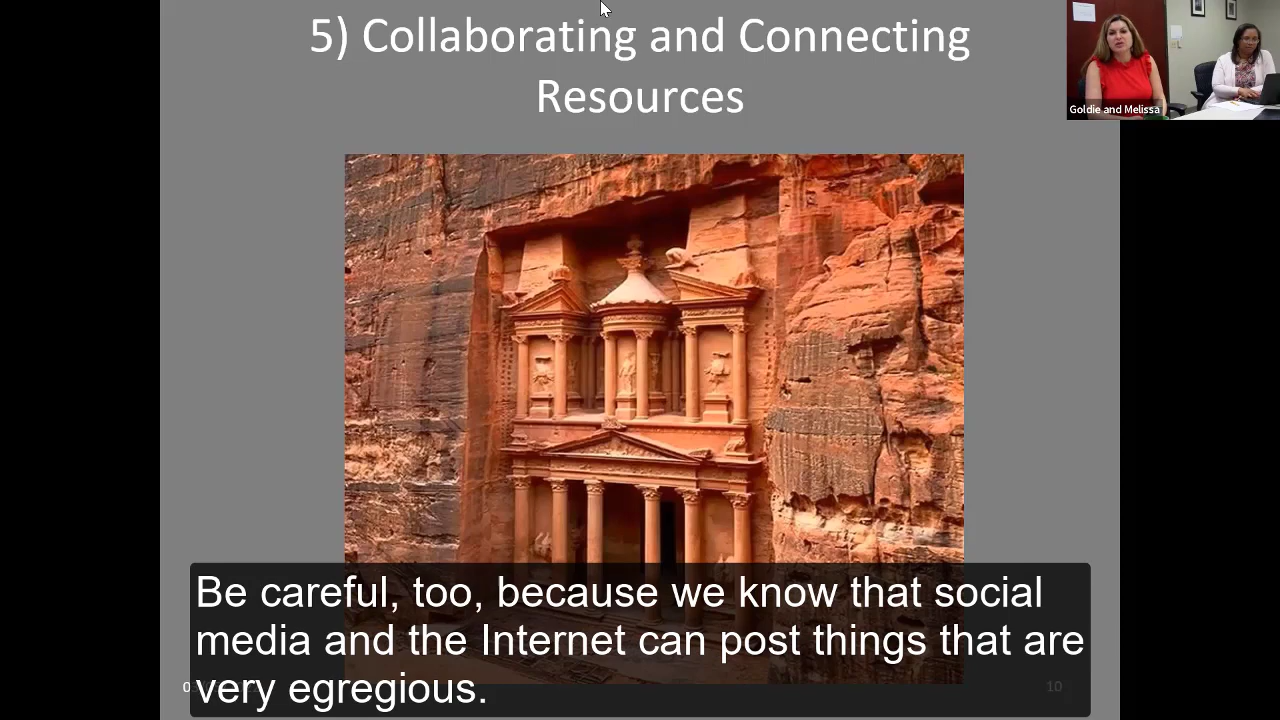 5) Collaborating and Connecting
Resources
Goldie and Melissa
Be careful, too, because we know that social
media and the Internet can post things that are
very egregious.
10